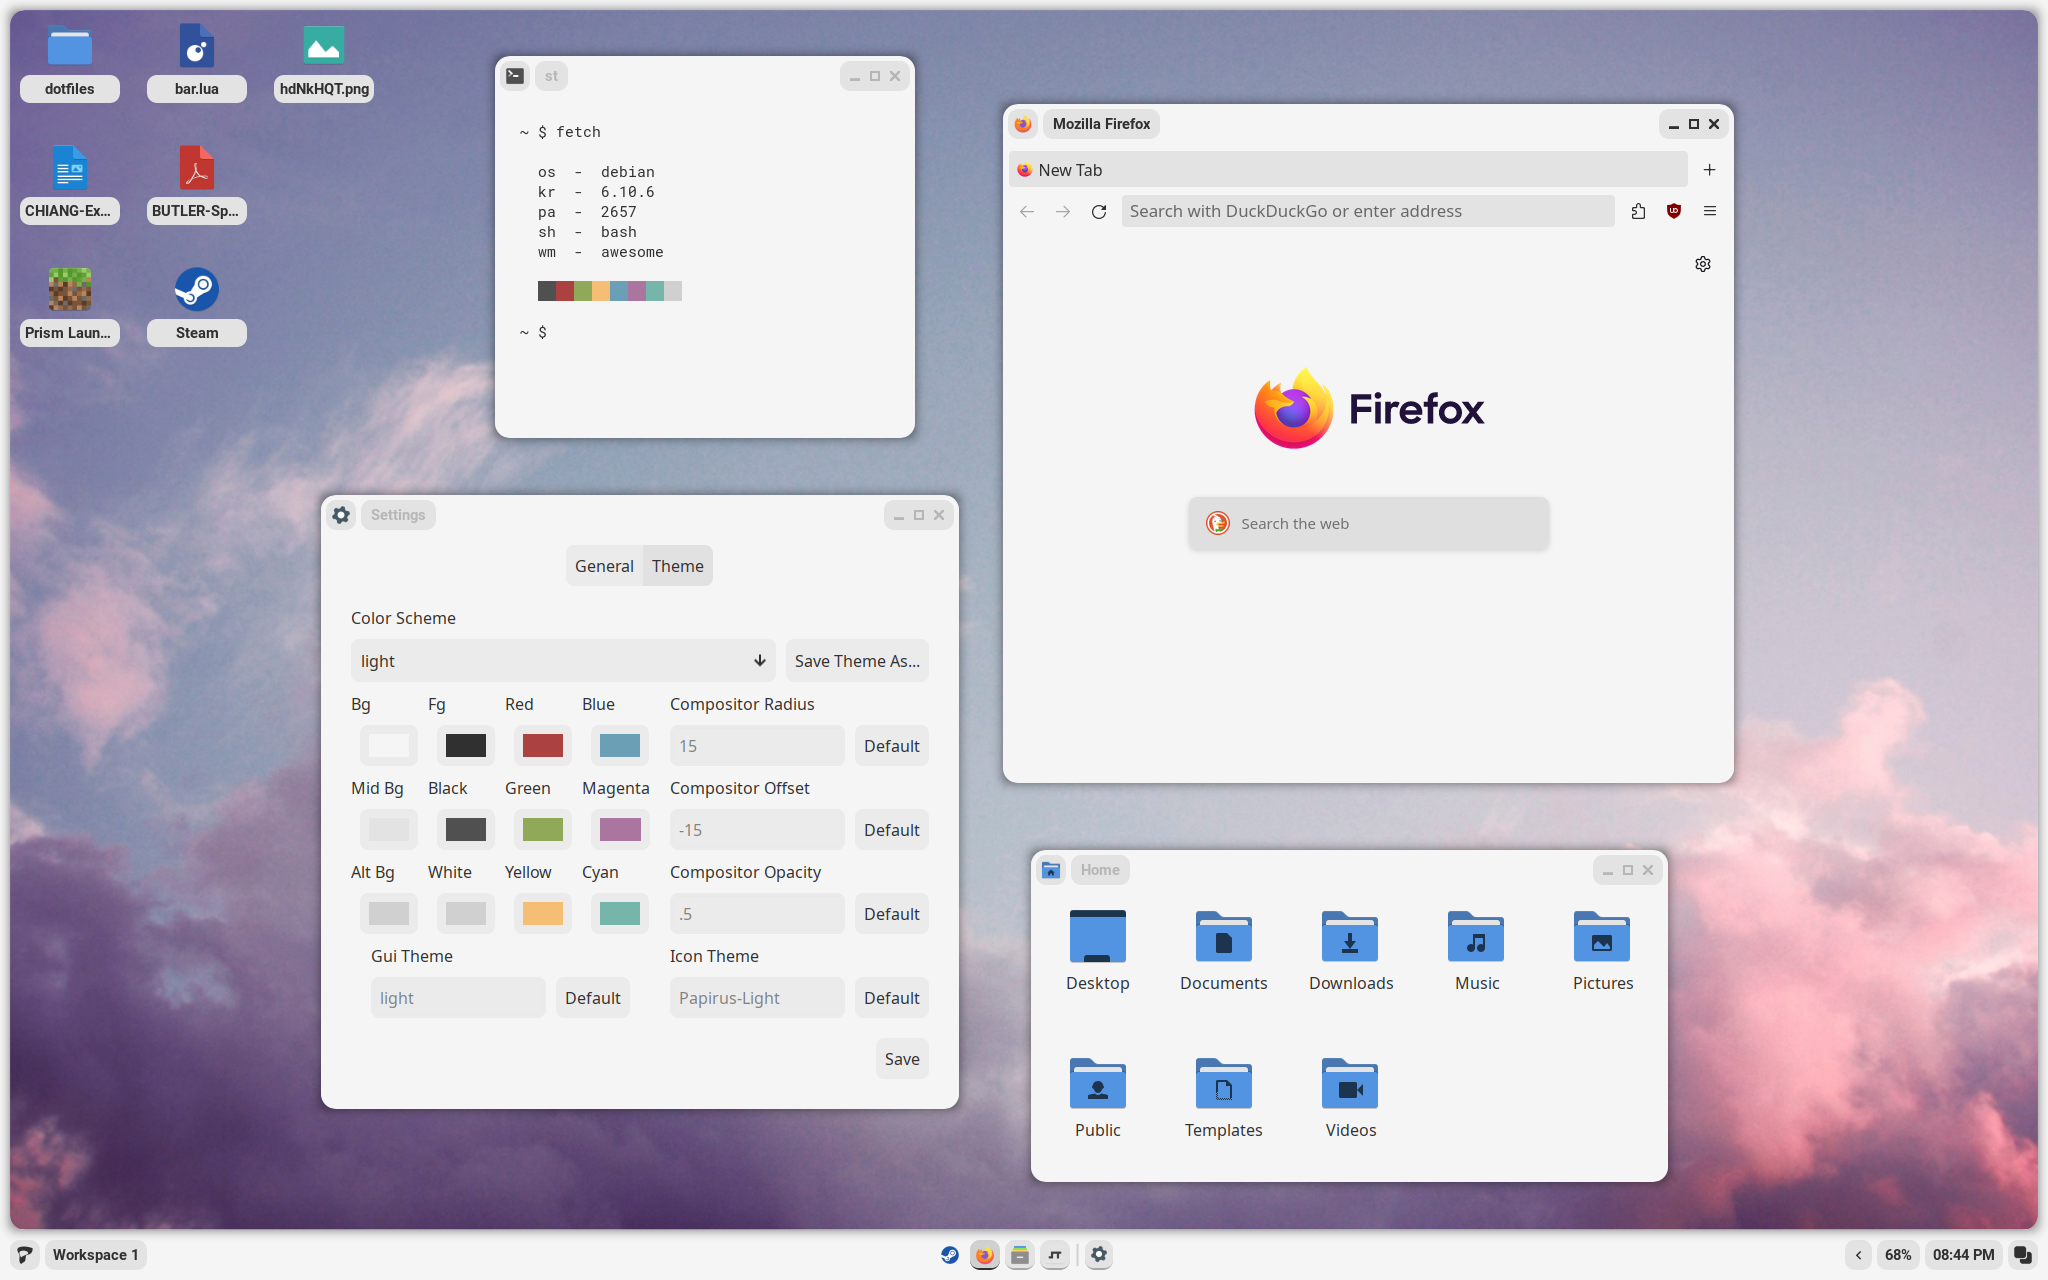 dotfiles
bar.lua
hdNkHQT.png
CHIANG-Ex...
BUTLER-Sp...
Prism Laun...
Steam
st
~ $ fetch
os - debian
kr - 6.10.6
pa - 2657
sh - bash
wm - awesome
~ $
Mozilla Firefox
New Tab
Search with DuckDuckGo or enter address
Firefox
Search the web
Settings
General Theme
Color Scheme
light
Save Theme As...
Bg Fg Red Blue Compositor Radius
15 Default
Mid Bg Black Green Magenta Compositor Offset
-15 Default
Alt Bg White Yellow Cyan Compositor Opacity
.5 Default
Gui Theme Icon Theme
light Default Papirus-Light Default
Save
Home
Desktop Documents Downloads Music Pictures
Public Templates Videos
Workspace 1
68% 08:44 PM